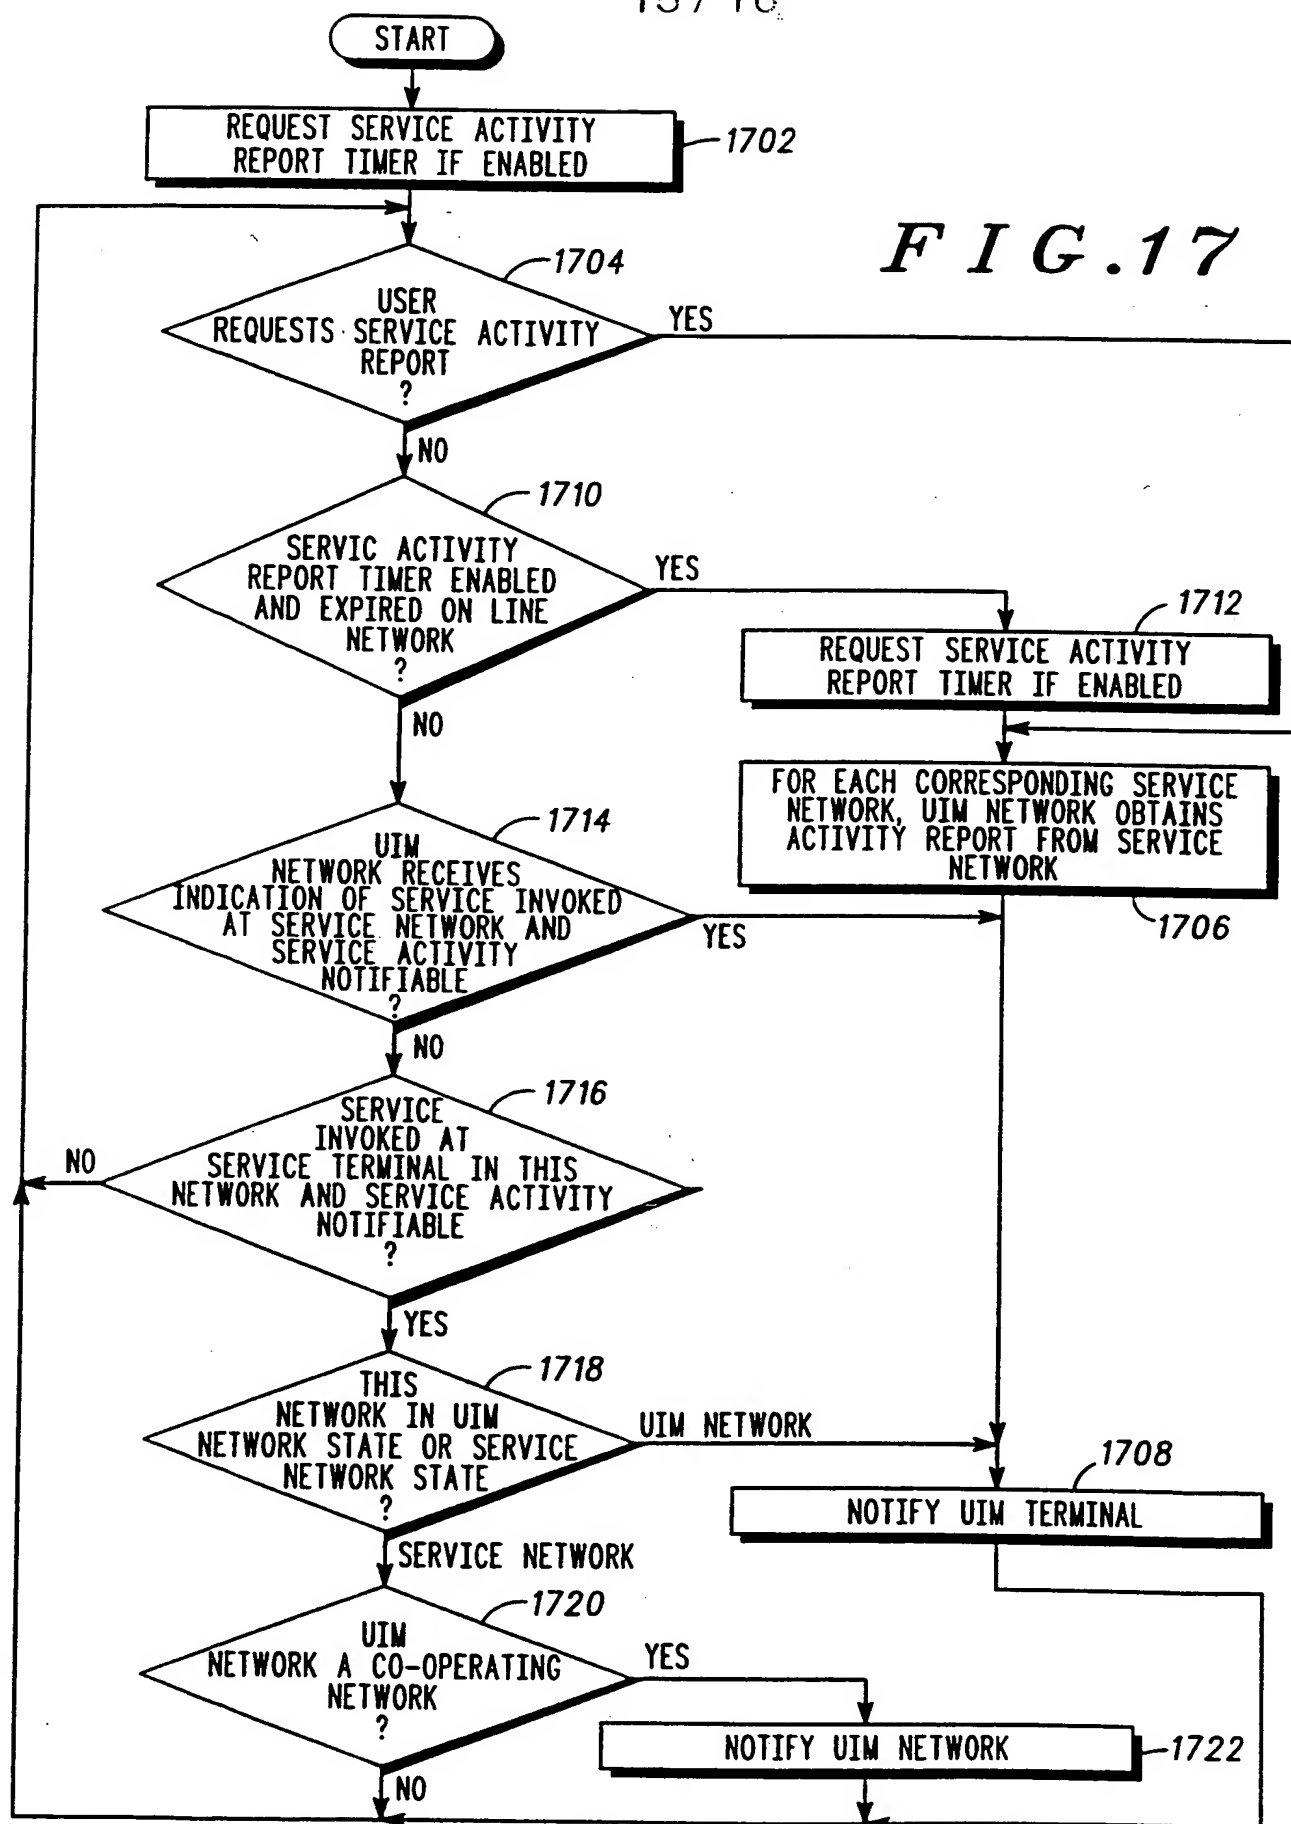 15/16
START
REQUEST SERVICE ACTIVITY
REPORT TIMER IF ENABLED
1702
FIG.17
1704
USER
REQUESTS SERVICE ACTIVITY
REPORT
?
YES
NO
1710
SERVIC ACTIVITY
REPORT TIMER ENABLED
AND EXPIRED ON LINE
NETWORK
?
YES
NO
1712
REQUEST SERVICE ACTIVITY
REPORT TIMER IF ENABLED
FOR EACH CORRESPONDING SERVICE
NETWORK, UIM NETWORK OBTAINS
ACTIVITY REPORT FROM SERVICE
NETWORK
1706
1714
UIM
NETWORK RECEIVES
INDICATION OF SERVICE INVOKED
AT SERVICE NETWORK AND
SERVICE ACTIVITY
NOTIFIABLE
?
YES
NO
1716
SERVICE
INVOKED AT
SERVICE TERMINAL IN THIS
NETWORK AND SERVICE ACTIVITY
NOTIFIABLE
?
NO
YES
1718
THIS
NETWORK IN UIM
NETWORK STATE OR SERVICE
NETWORK STATE
?
UIM NETWORK
SERVICE NETWORK
1708
NOTIFY UIM TERMINAL
1720
UIM
NETWORK A CO-OPERATING
NETWORK
?
YES
NO
NOTIFY UIM NETWORK
1722